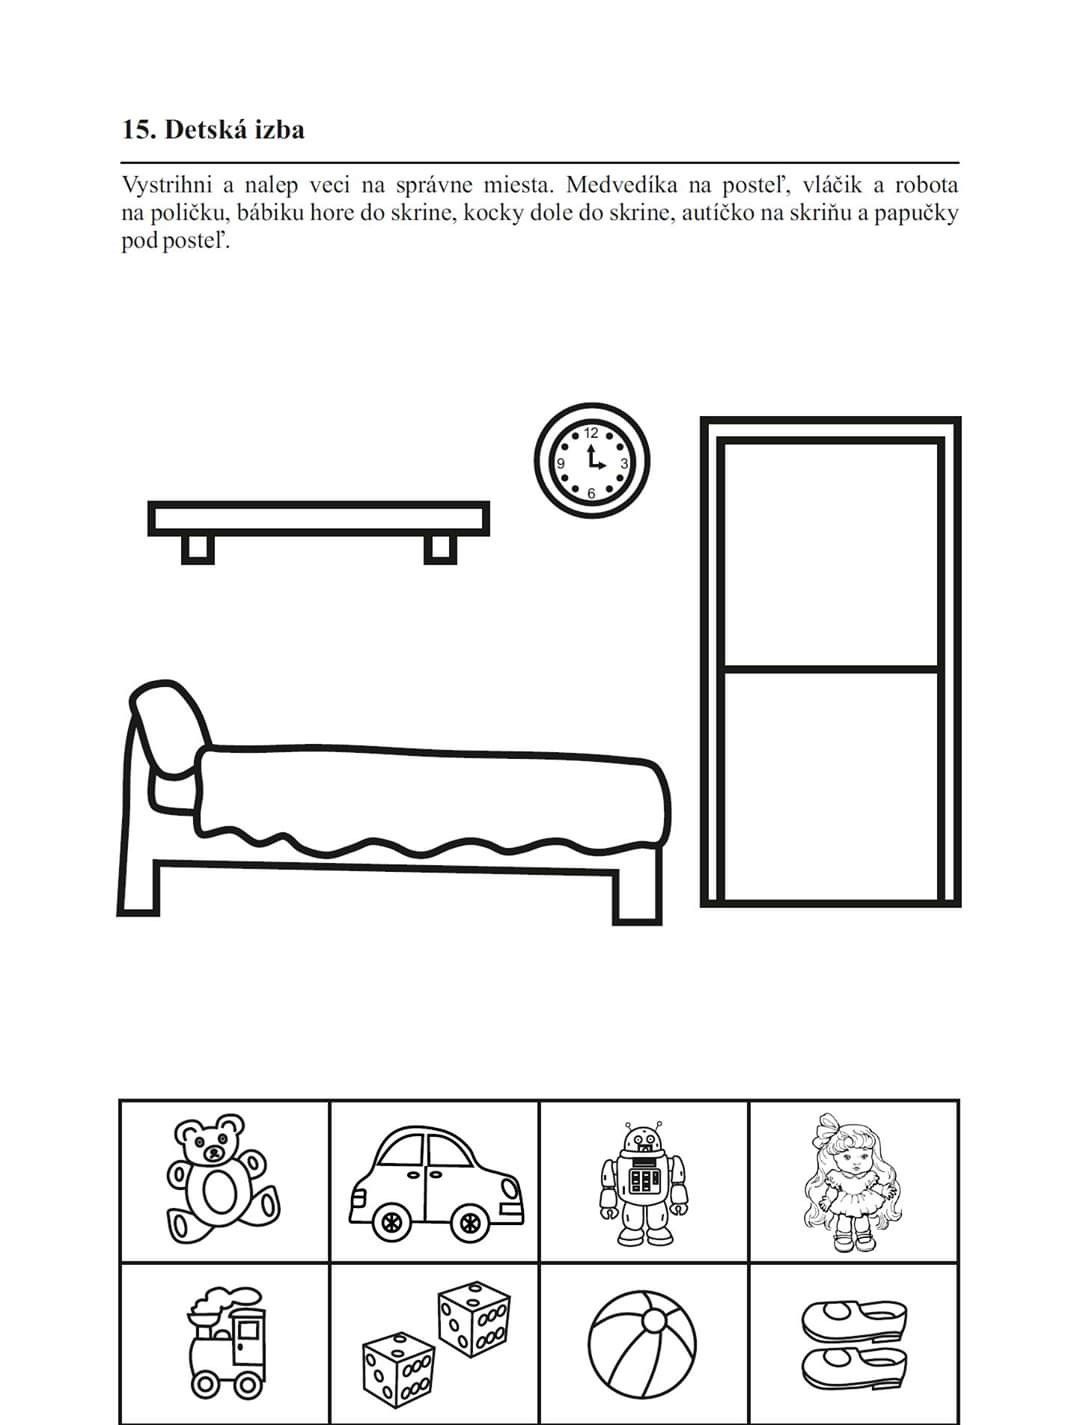 15. Detská izba
Vystrihni a nalep veci na správne miesta. Medvedíka na posteľ, vláčik a robota
na poličku, bábiku hore do skrine, kocky dole do skrine, autíčko na skriňu a papučky
pod posteľ.
12
9
3
6